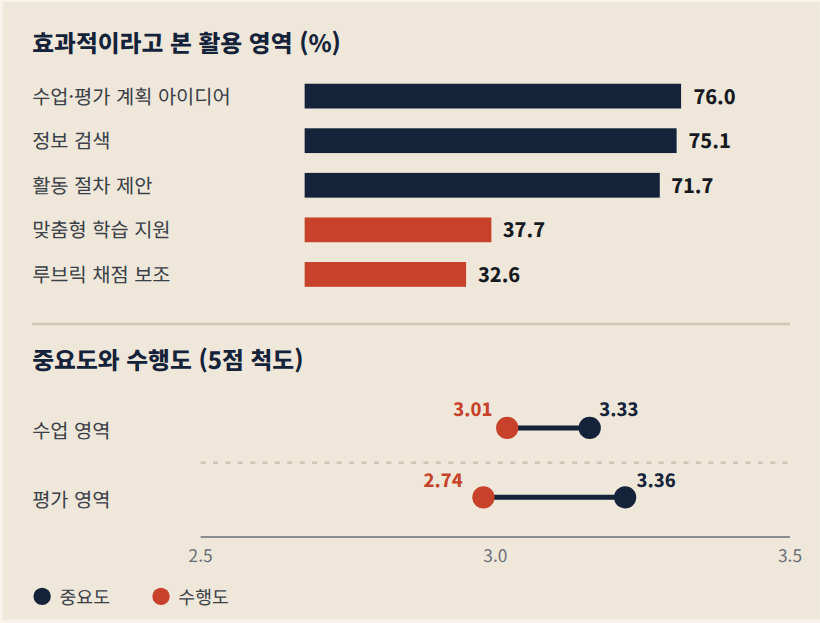 효과적이라고 본 활용 영역 (%)
수업·평가 계획 아이디어 76.0
정보 검색 75.1
활동 절차 제안 71.7
맞춤형 학습 지원 37.7
루브릭 채점 보조 32.6
중요도와 수행도 (5점 척도)
수업 영역 3.01 3.33
평가 영역 2.74 3.36
2.5 3.0 3.5
중요도 수행도